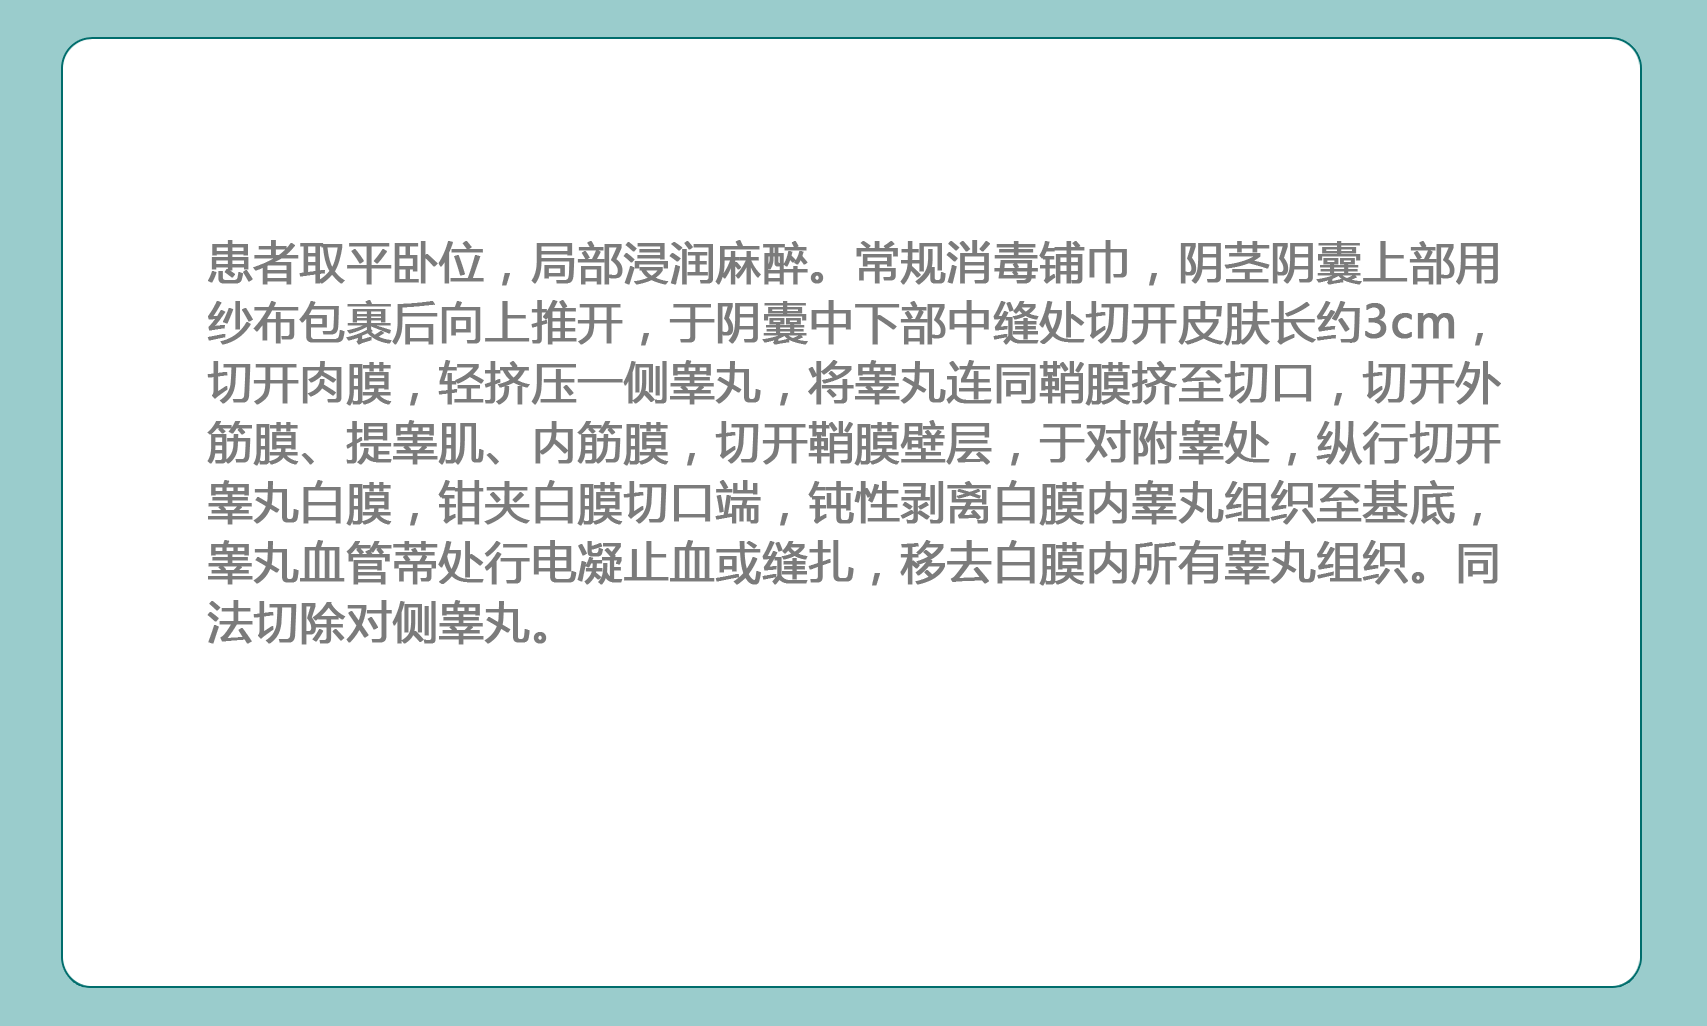 患者取平卧位，局部浸润麻醉。常规消毒铺巾，阴茎阴囊上部用
纱布包裹后向上推开，于阴囊中下部中缝处切开皮肤长约3cm，
切开肉膜，轻挤压一侧睾丸，将睾丸连同鞘膜挤至切口，切开外
筋膜、提睾肌、内筋膜，切开鞘膜壁层，于对附睾处，纵行切开
睾丸白膜，钳夹白膜切口端，钝性剥离白膜内睾丸组织至基底，
睾丸血管蒂处行电凝止血或缝扎，移去白膜内所有睾丸组织。同
法切除对侧睾丸。